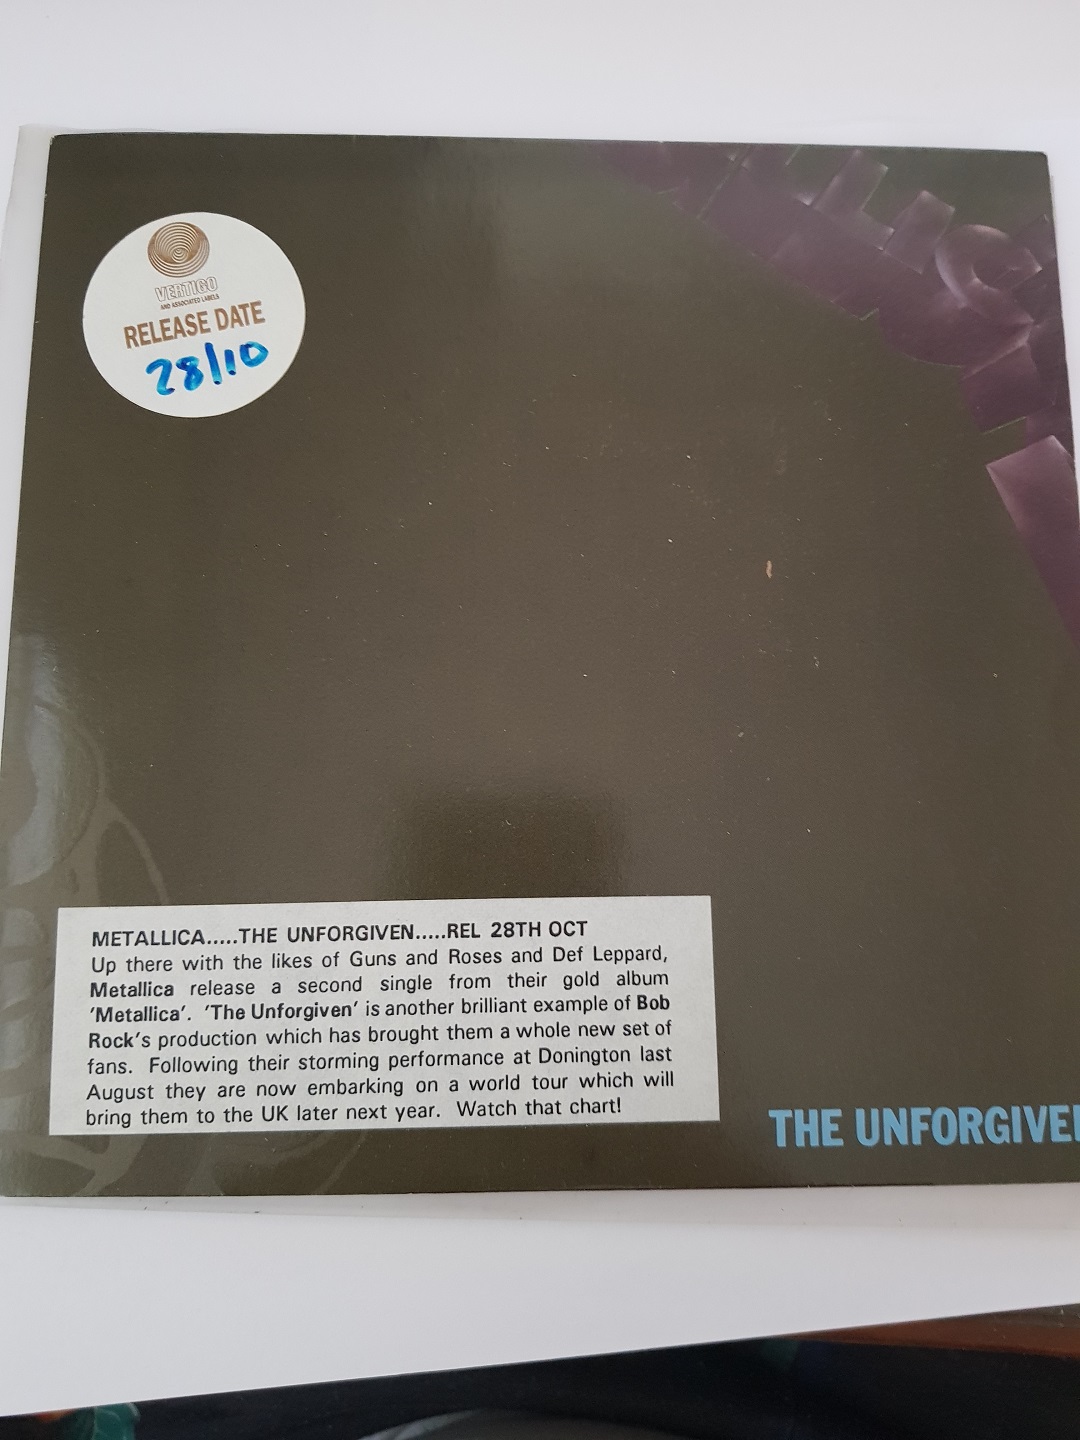 VERTIGO
AND ASSOCIATED LABELS
RELEASE DATE
28/10
METALLICA.....THE UNFORGIVEN.....REL 28TH OCT
Up there with the likes of Guns and Roses and Def Leppard,
Metallica release a second single from their gold album
'Metallica'. 'The Unforgiven' is another brilliant example of Bob
Rock's production which has brought them a whole new set of
fans. Following their storming performance at Donington last
August they are now embarking on a world tour which will
bring them to the UK later next year. Watch that chart!
THE UNFORGIVEN